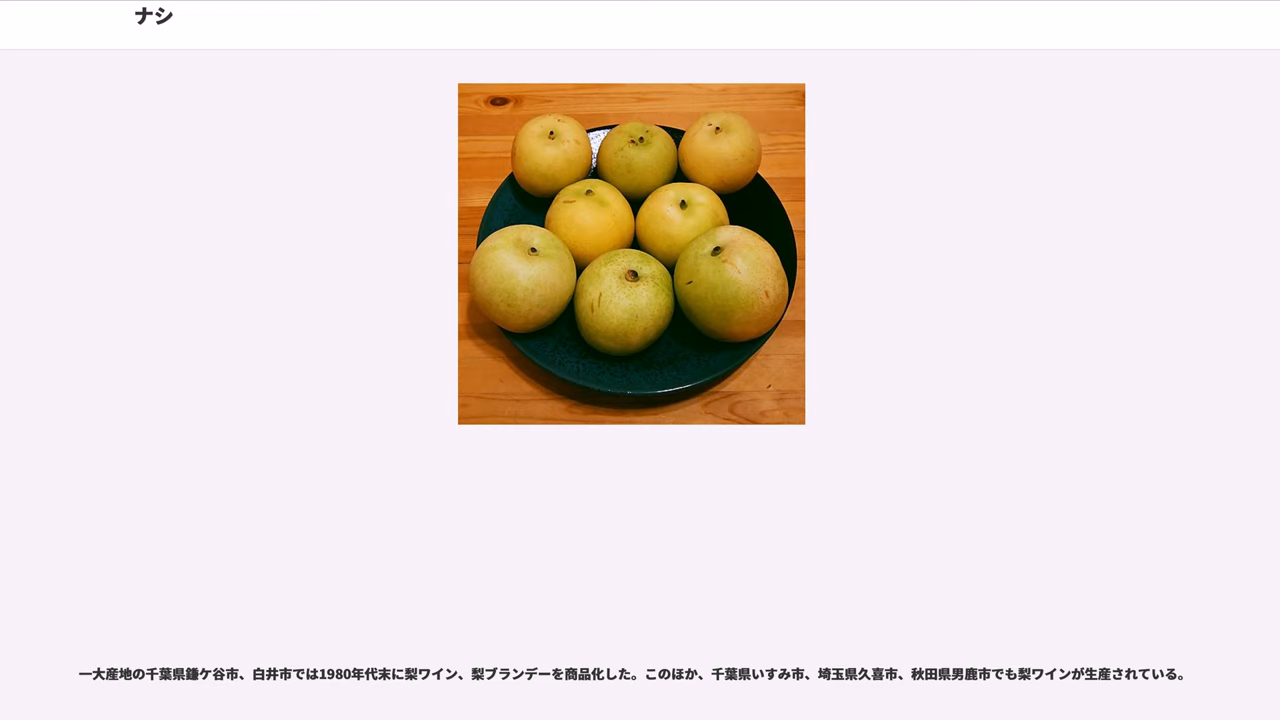 ナシ
一大産地の千葉県鎌ケ谷市、白井市では1980年代末に梨ワイン、梨ブランデーを商品化した。このほか、千葉県いすみ市、埼玉県久喜市、秋田県男鹿市でも梨ワインが生産されている。